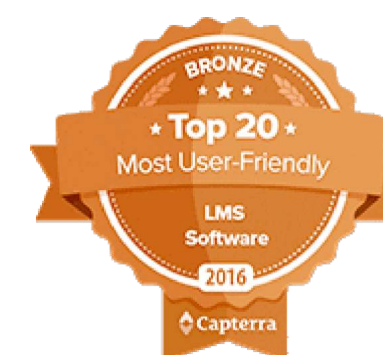 BRONZE
Top 20
Most User-Friendly
LMS
Software
2016
Capterra